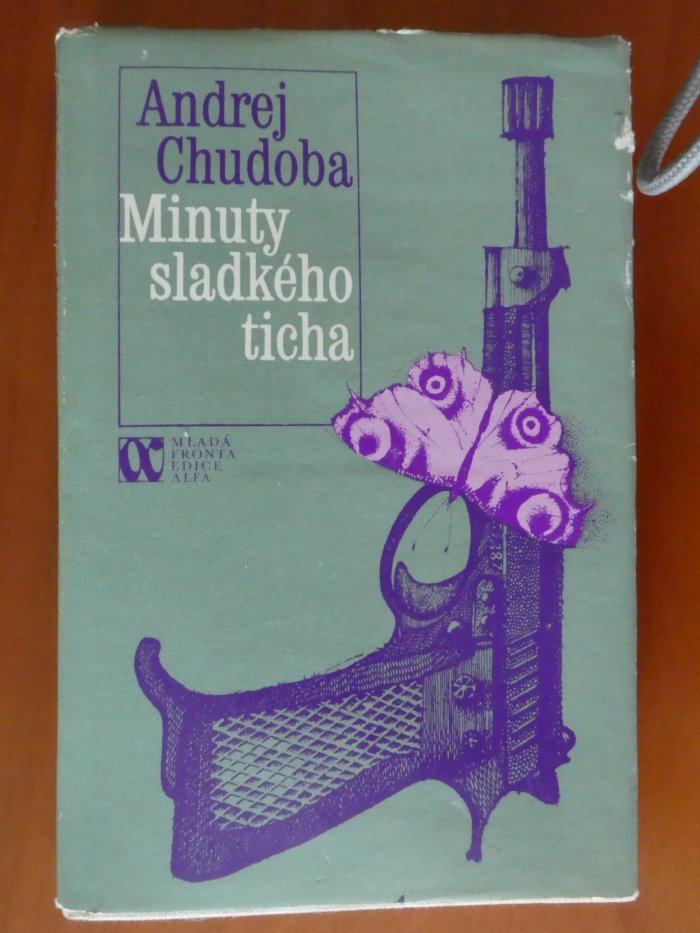 Andrej
Chudoba
Minuty
sladkého
ticha
α
MLADÁ
FRONTA
EDICE
ALFA